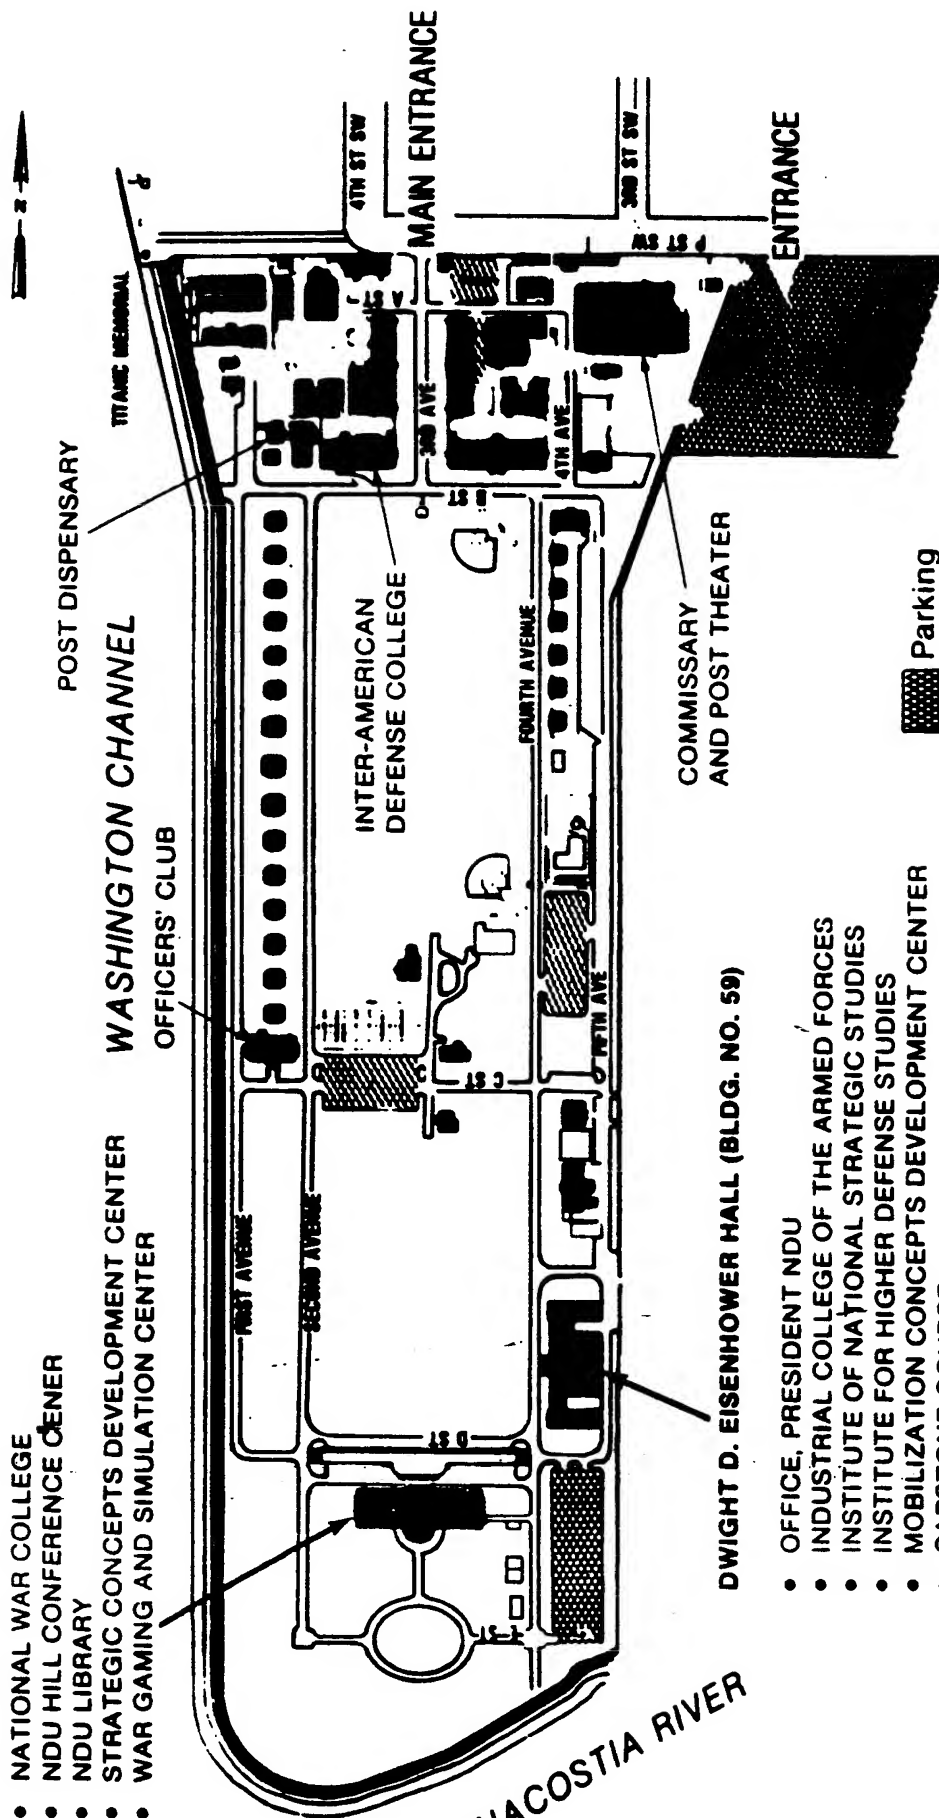 • NATIONAL WAR COLLEGE
• NDU HILL CONFERENCE CENER
• NDU LIBRARY
• STRATEGIC CONCEPTS DEVELOPMENT CENTER
• WAR GAMING AND SIMULATION CENTER
N
POST DISPENSARY
TITANIC MEMORIAL
WASHINGTON CHANNEL
OFFICERS' CLUB
4TH ST SW
MAIN ENTRANCE
3RD ST SW
P ST SW
ENTRANCE
A ST
3RD AVE
4TH AVE
B ST
INTER-AMERICAN
DEFENSE COLLEGE
FIRST AVENUE
SECOND AVENUE
FOURTH AVENUE
FIFTH AVE
C ST
D ST
E ST
COMMISSARY
AND POST THEATER
NACOSTIA RIVER
DWIGHT D. EISENHOWER HALL (BLDG. NO. 59)
• OFFICE, PRESIDENT NDU
• INDUSTRIAL COLLEGE OF THE ARMED FORCES
• INSTITUTE OF NATIONAL STRATEGIC STUDIES
• INSTITUTE FOR HIGHER DEFENSE STUDIES
• MOBILIZATION CONCEPTS DEVELOPMENT CENTER
Parking